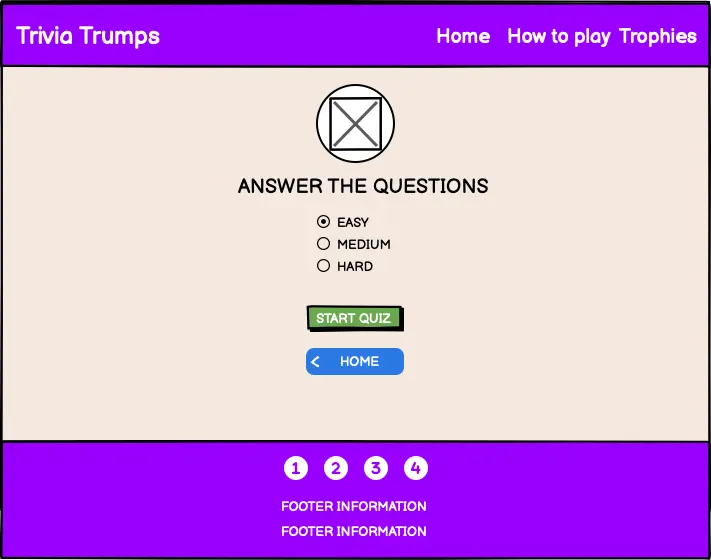 Trivia Trumps Home How to play Trophies
ANSWER THE QUESTIONS
EASY
MEDIUM
HARD
START QUIZ
< HOME
1 2 3 4
FOOTER INFORMATION
FOOTER INFORMATION